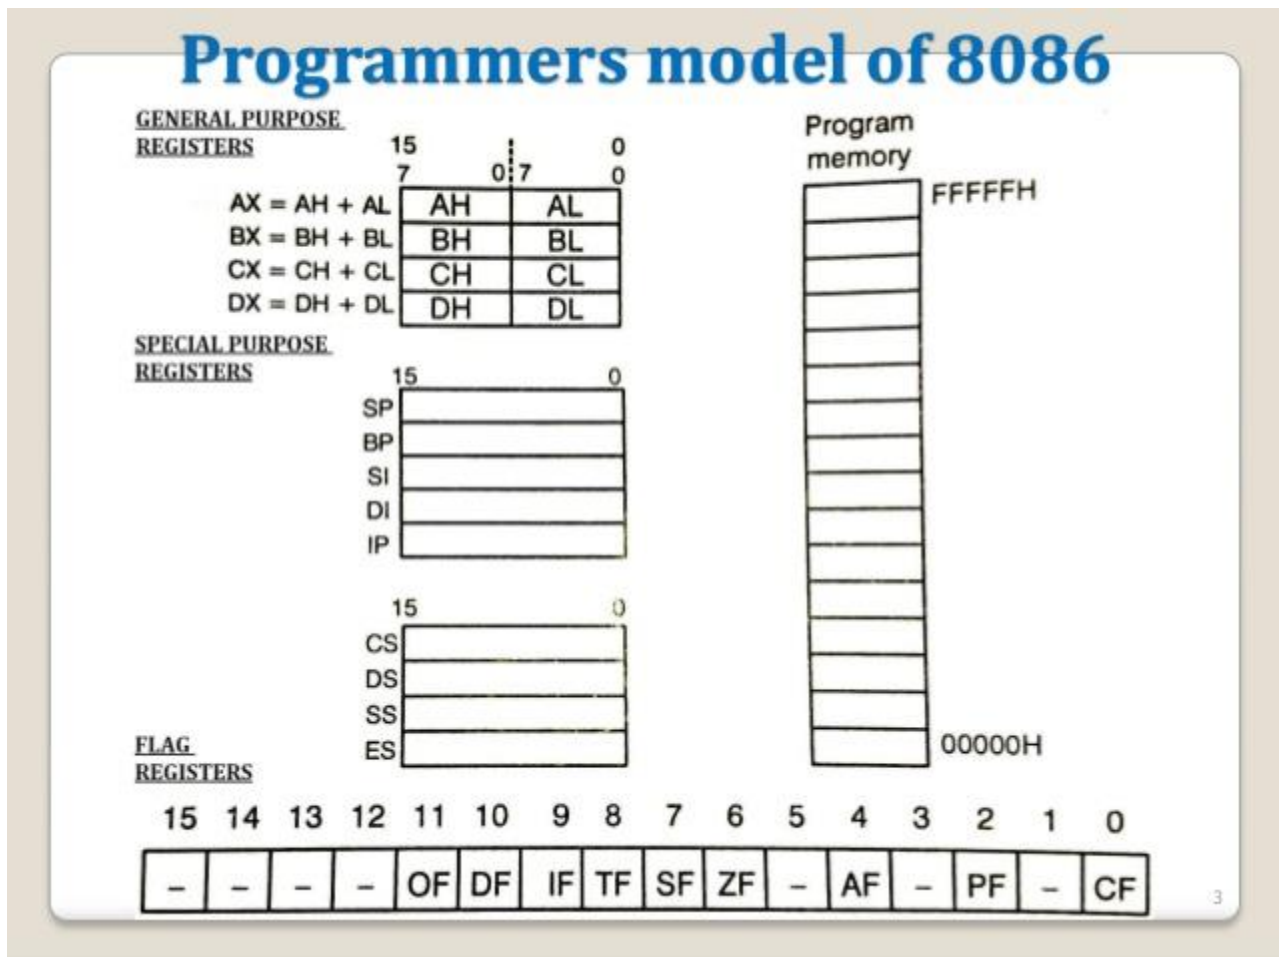 Programmers model of 8086
GENERAL PURPOSE
REGISTERS
15 0
7 0 7 0
AX = AH + AL AH AL
BX = BH + BL BH BL
CX = CH + CL CH CL
DX = DH + DL DH DL
SPECIAL PURPOSE
REGISTERS
15 0
SP
BP
SI
DI
IP
15 0
CS
DS
SS
ES
Program
memory
FFFFFH
00000H
FLAG
REGISTERS
15 14 13 12 11 10 9 8 7 6 5 4 3 2 1 0
– – – – OF DF IF TF SF ZF – AF – PF – CF
3